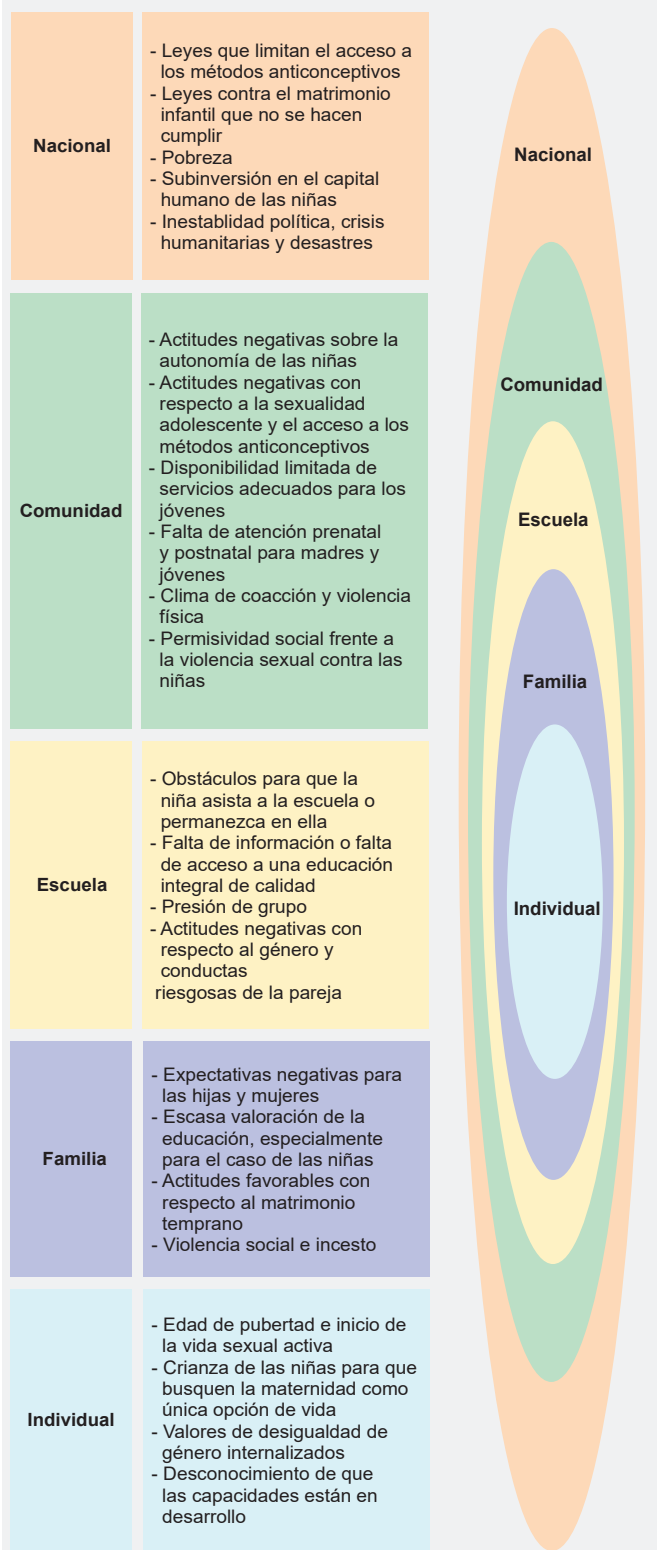 Nacional
- Leyes que limitan el acceso a
los métodos anticonceptivos
- Leyes contra el matrimonio
infantil que no se hacen
cumplir
- Pobreza
- Subinversión en el capital
humano de las niñas
- Inestablidad política, crisis
humanitarias y desastres
Comunidad
- Actitudes negativas sobre la
autonomía de las niñas
- Actitudes negativas con
respecto a la sexualidad
adolescente y el acceso a los
métodos anticonceptivos
- Disponibilidad limitada de
servicios adecuados para los
jóvenes
- Falta de atención prenatal
y postnatal para madres y
jóvenes
- Clima de coacción y violencia
física
- Permisividad social frente a
la violencia sexual contra las
niñas
Escuela
- Obstáculos para que la
niña asista a la escuela o
permanezca en ella
- Falta de información o falta
de acceso a una educación
integral de calidad
- Presión de grupo
- Actitudes negativas con
respecto al género y
conductas
riesgosas de la pareja
Familia
- Expectativas negativas para
las hijas y mujeres
- Escasa valoración de la
educación, especialmente
para el caso de las niñas
- Actitudes favorables con
respecto al matrimonio
temprano
- Violencia social e incesto
Individual
- Edad de pubertad e inicio de
la vida sexual activa
- Crianza de las niñas para que
busquen la maternidad como
única opción de vida
- Valores de desigualdad de
género internalizados
- Desconocimiento de que
las capacidades están en
desarrollo
Nacional
Comunidad
Escuela
Familia
Individual